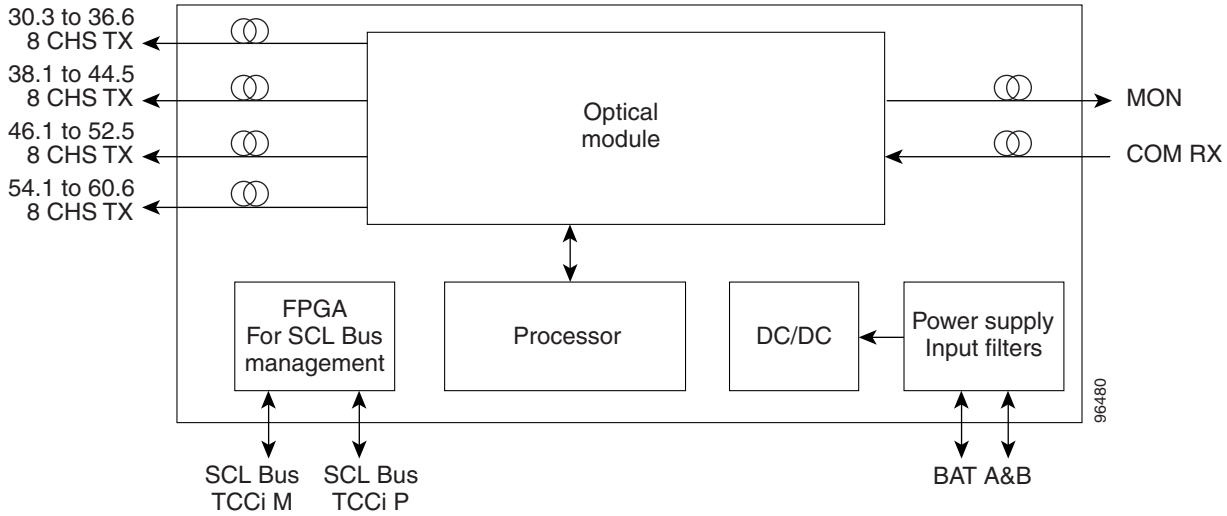 30.3 to 36.6
8 CHS TX
38.1 to 44.5
8 CHS TX
46.1 to 52.5
8 CHS TX
54.1 to 60.6
8 CHS TX
Optical
module
MON
COM RX
FPGA
For SCL Bus
management
Processor
DC/DC
Power supply
Input filters
96480
SCL Bus
TCCi M
SCL Bus
TCCi P
BAT A&B